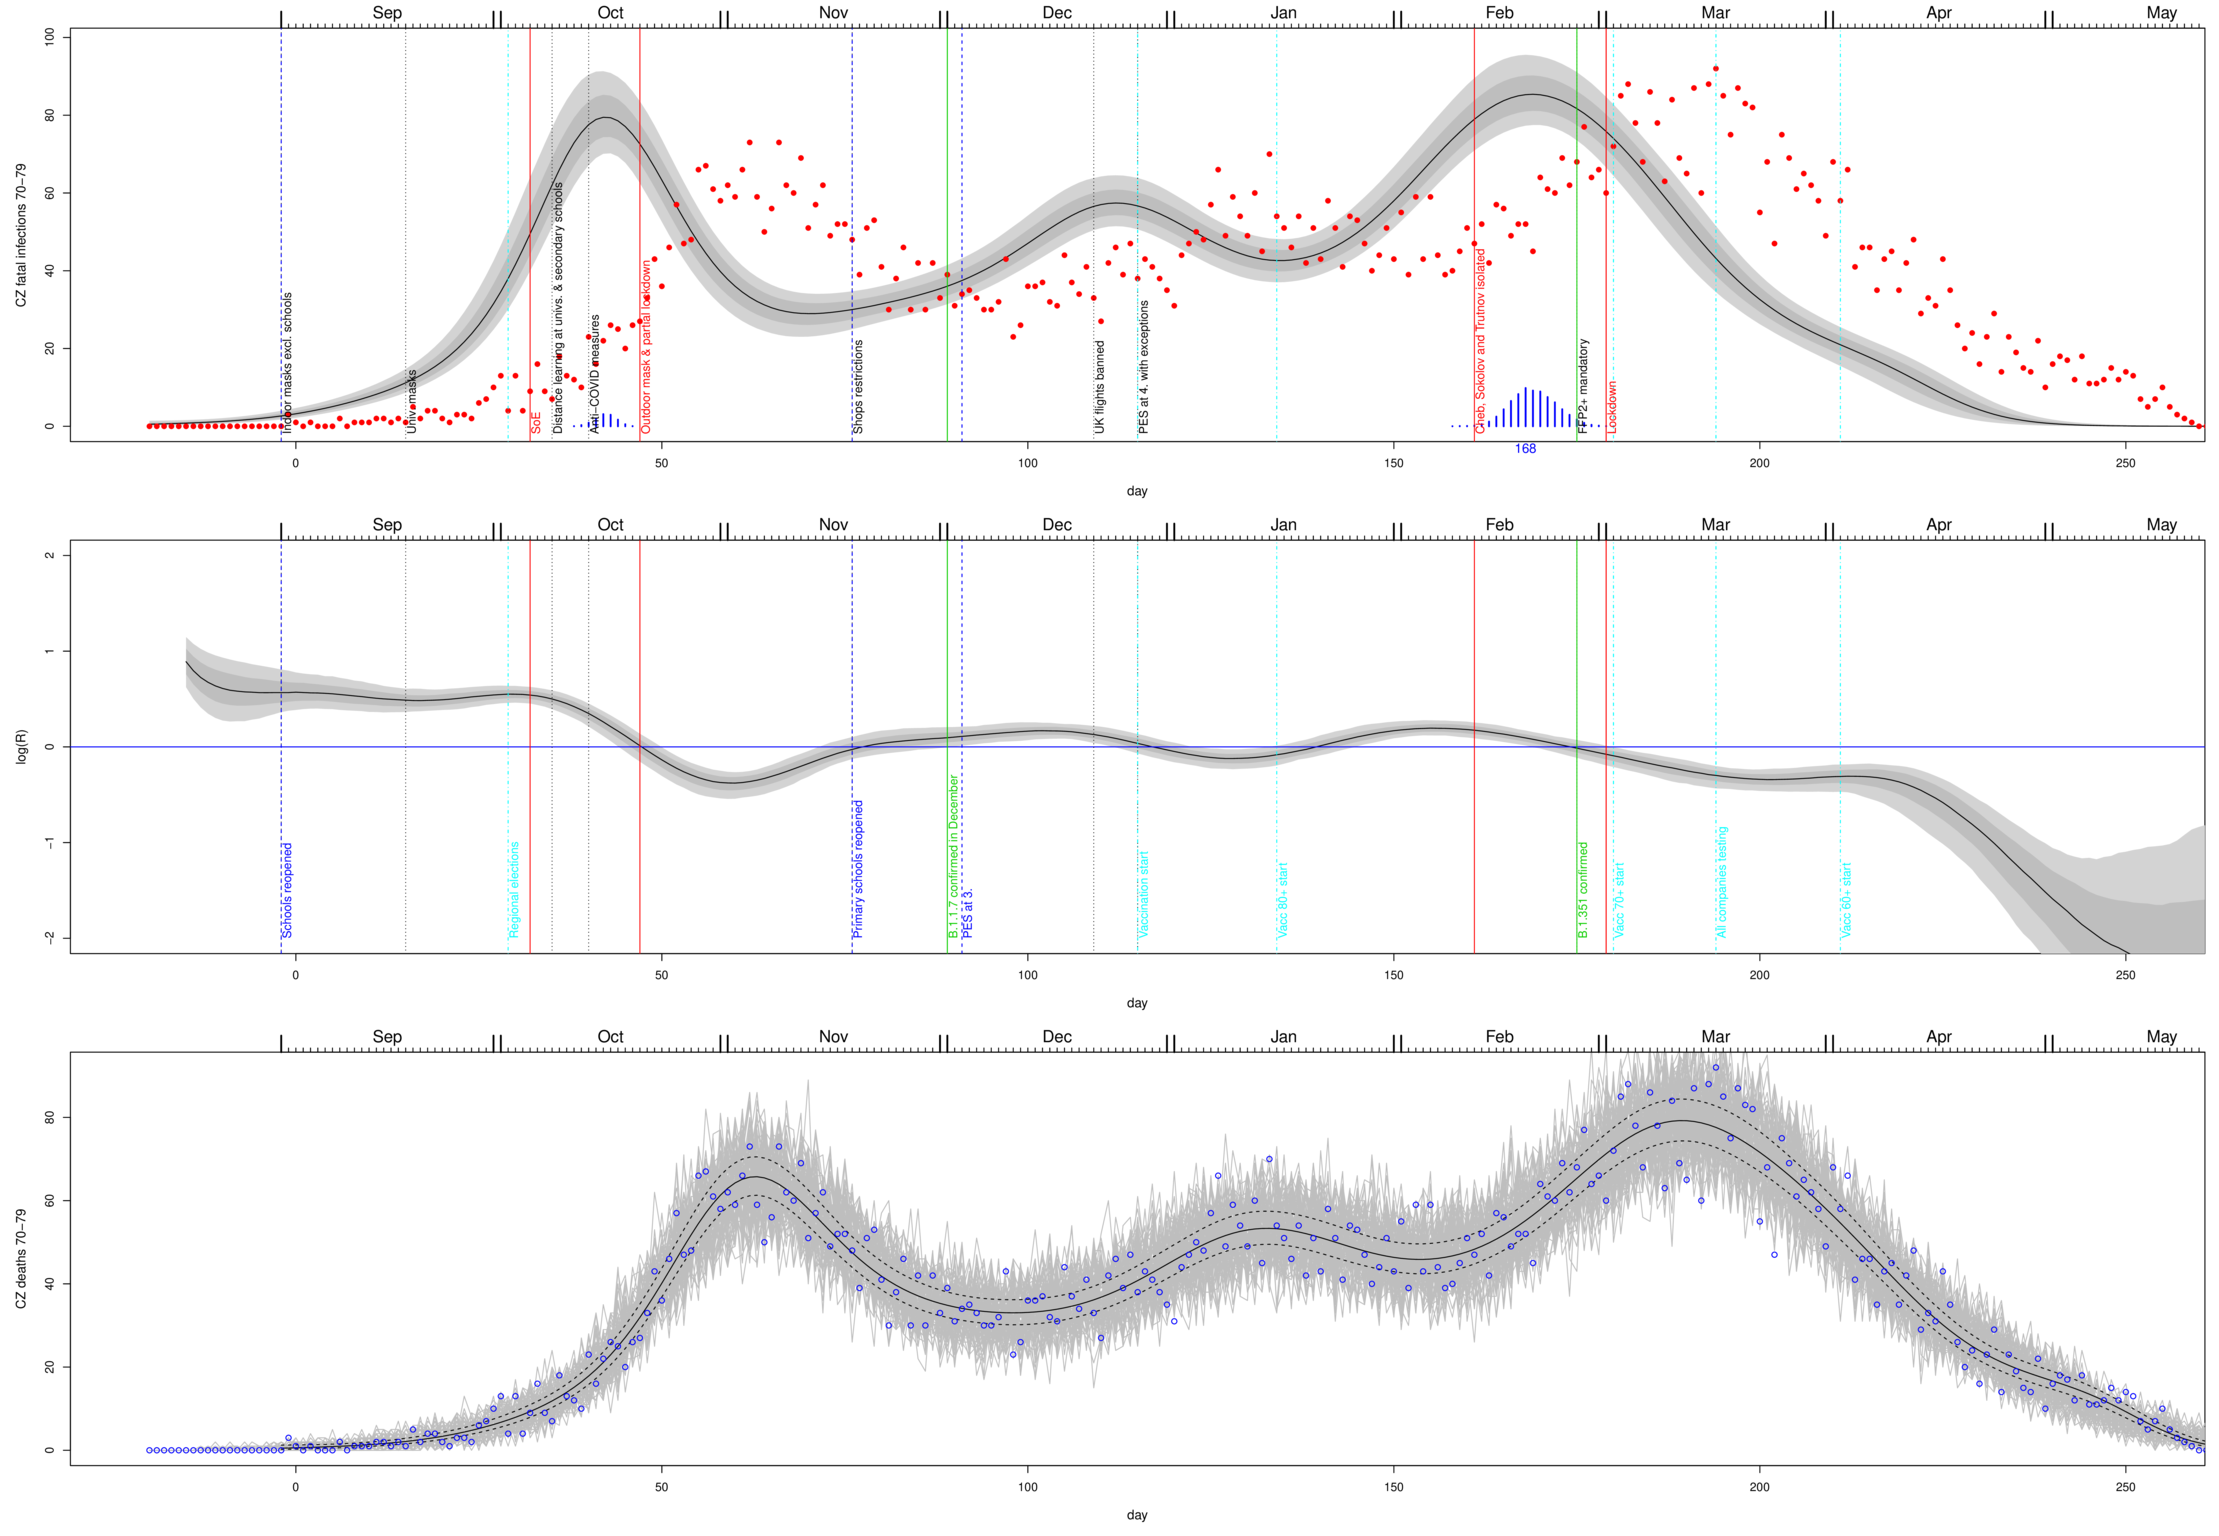 Sep Oct Nov Dec Jan Feb Mar Apr May
CZ fatal infections 70−79
100
80
60
40
20
0
Indoor masks excl. schools
Univ. masks
SoE
Distance learning at univs. & secondary schools
Anti−COVID measures
Outdoor mask & partial lockdown
Shops restrictions
UK flights banned
PES at 4. with exceptions
Cheb, Sokolov and Trutnov isolated
FFP2+ mandatory
Lockdown
168
0 50 100 150 200 250
day
Sep Oct Nov Dec Jan Feb Mar Apr May
log(R)
2
1
0
−1
−2
Schools reopened
Regional elections
Primary schools reopened
B.1.1.7 confirmed in December
PES at 3.
Vaccination start
Vacc 80+ start
B.1.351 confirmed
Vacc 70+ start
All companies testing
Vacc 60+ start
0 50 100 150 200 250
day
Sep Oct Nov Dec Jan Feb Mar Apr May
CZ deaths 70−79
80
60
40
20
0
0 50 100 150 200 250
day